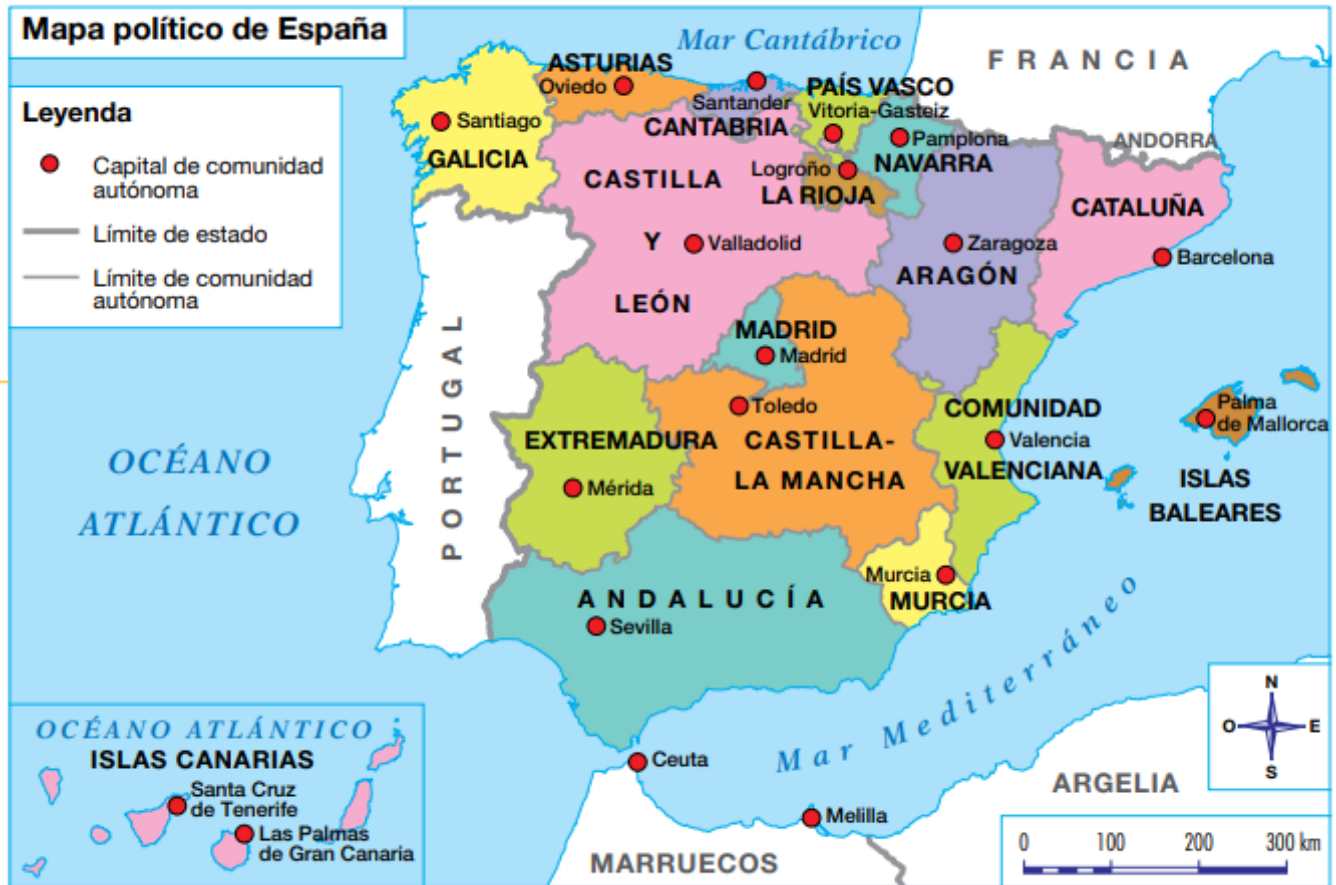 Mapa político de España
Leyenda
Capital de comunidad
autónoma
Límite de estado
Límite de comunidad
autónoma
Mar Cantábrico
FRANCIA
ANDORRA
ASTURIAS
Oviedo
Santander
CANTABRIA
PAÍS VASCO
Vitoria-Gasteiz
Pamplona
NAVARRA
Santiago
GALICIA
Logroño
LA RIOJA
CASTILLA
Y
LEÓN
Valladolid
Zaragoza
ARAGÓN
CATALUÑA
Barcelona
MADRID
Madrid
PORTUGAL
OCÉANO
ATLÁNTICO
EXTREMADURA
Mérida
Toledo
CASTILLA-
LA MANCHA
COMUNIDAD
Valencia
VALENCIANA
Palma
de Mallorca
ISLAS
BALEARES
ANDALUCÍA
Sevilla
Murcia
MURCIA
Mar Mediterráneo
Ceuta
Melilla
MARRUECOS
ARGELIA
OCÉANO ATLÁNTICO
ISLAS CANARIAS
Santa Cruz
de Tenerife
Las Palmas
de Gran Canaria
N
O E
S
0 100 200 300 km